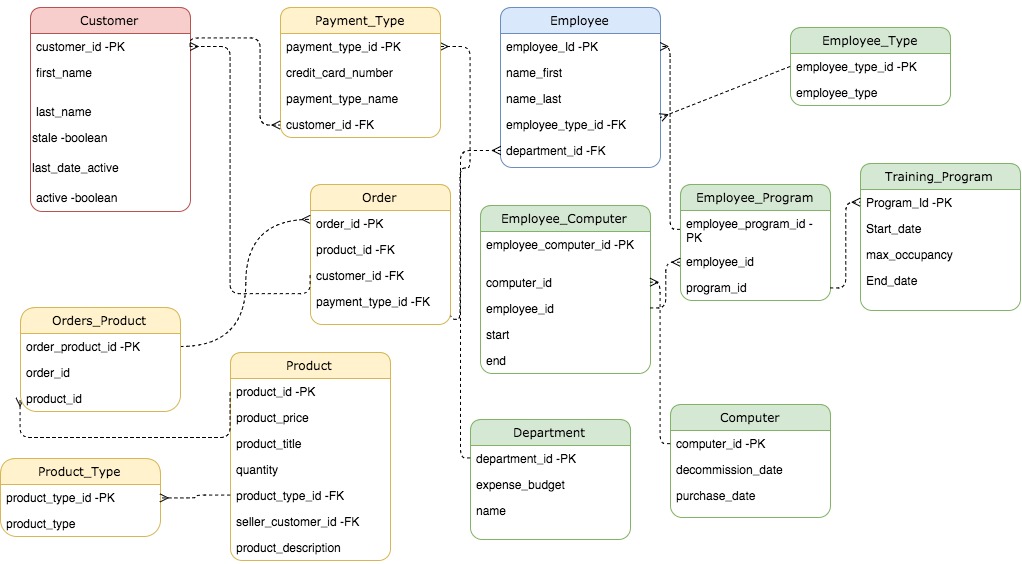 Customer
customer_id -PK
first_name
last_name
stale -boolean
last_date_active
active -boolean
Payment_Type
payment_type_id -PK
credit_card_number
payment_type_name
customer_id -FK
Employee
employee_Id -PK
name_first
name_last
employee_type_id -FK
department_id -FK
Employee_Type
employee_type_id -PK
employee_type
Order
order_id -PK
product_id -FK
customer_id -FK
payment_type_id -FK
Employee_Computer
employee_computer_id -PK
computer_id
employee_id
start
end
Employee_Program
employee_program_id -
PK
employee_id
program_id
Training_Program
Program_Id -PK
Start_date
max_occupancy
End_date
Orders_Product
order_product_id -PK
order_id
product_id
Product
product_id -PK
product_price
product_title
quantity
product_type_id -FK
seller_customer_id -FK
product_description
Product_Type
product_type_id -PK
product_type
Department
department_id -PK
expense_budget
name
Computer
computer_id -PK
decommission_date
purchase_date